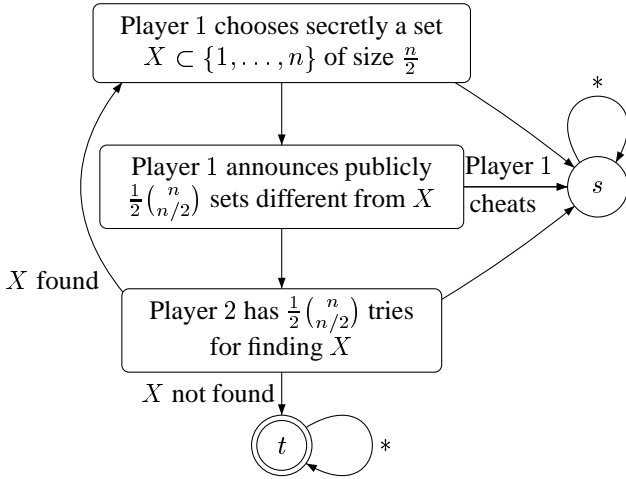 Player 1 chooses secretly a set
X ⊂ {1, . . . , n} of size n/2
*
Player 1 announces publicly
½(n choose n/2) sets different from X
Player 1
cheats
s
X found
Player 2 has ½(n choose n/2) tries
for finding X
X not found
t
*